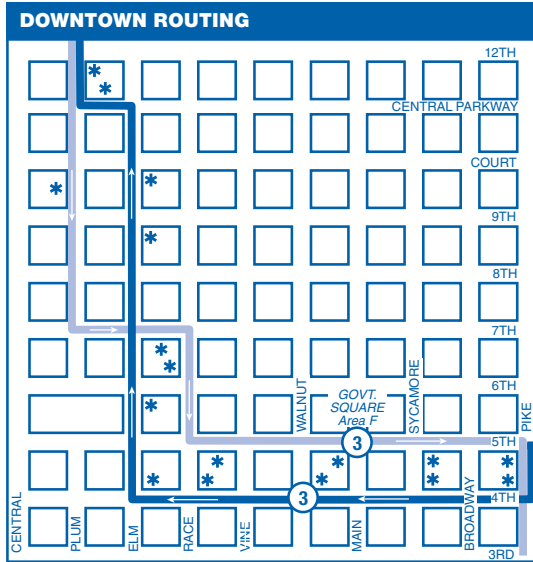 DOWNTOWN ROUTING
12TH
CENTRAL PARKWAY
COURT
9TH
8TH
7TH
6TH
WALNUT
GOVT.
SQUARE
Area F
SYCAMORE
PIKE
3
5TH
4TH
3
CENTRAL
PLUM
ELM
RACE
VINE
MAIN
BROADWAY
3RD